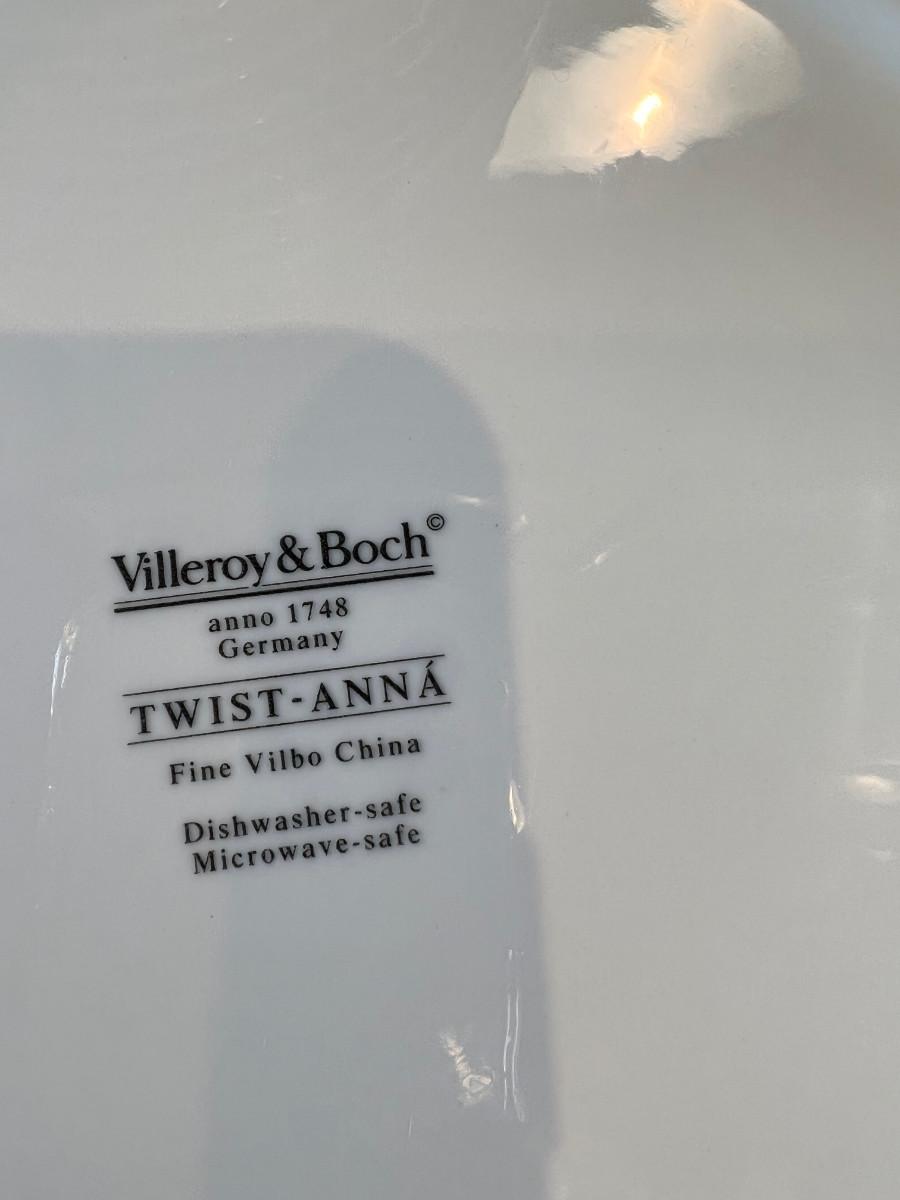 Villeroy & Boch©
anno 1748
Germany
TWIST-ANNÁ
Fine Vilbo China
Dishwasher-safe
Microwave-safe